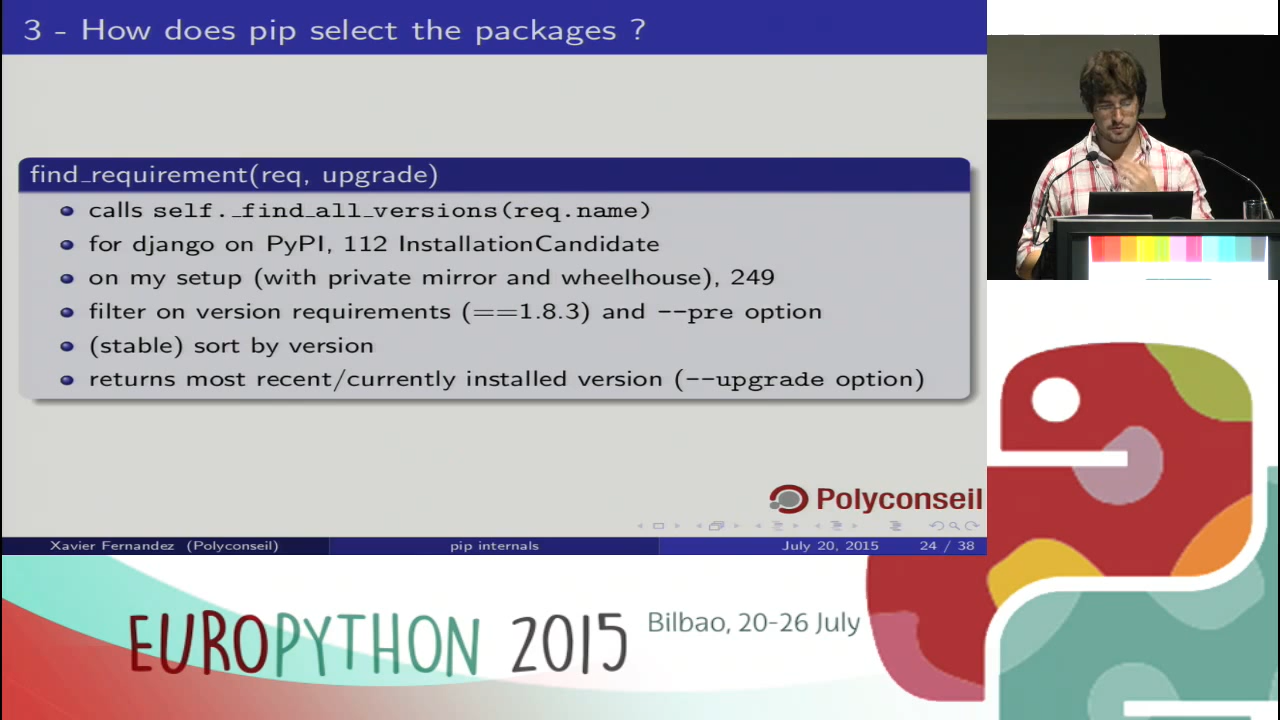 3 - How does pip select the packages ?
find_requirement(req, upgrade)
calls self._find_all_versions(req.name)
for django on PyPI, 112 InstallationCandidate
on my setup (with private mirror and wheelhouse), 249
filter on version requirements (==1.8.3) and --pre option
(stable) sort by version
returns most recent/currently installed version (--upgrade option)
Polyconseil
Xavier Fernandez (Polyconseil) pip internals July 20, 2015 24 / 38
EUROPYTHON 2015 Bilbao, 20-26 July